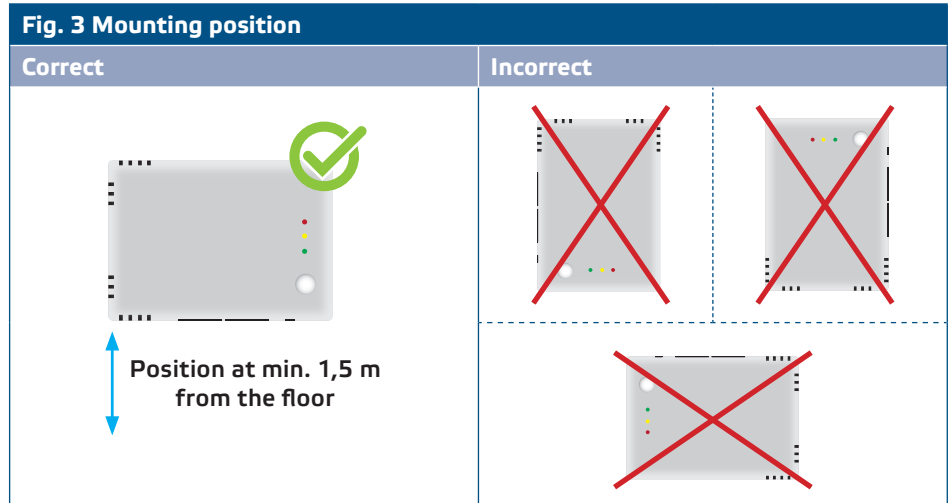 Fig. 3 Mounting position
Correct
Incorrect
Position at min. 1,5 m
from the floor